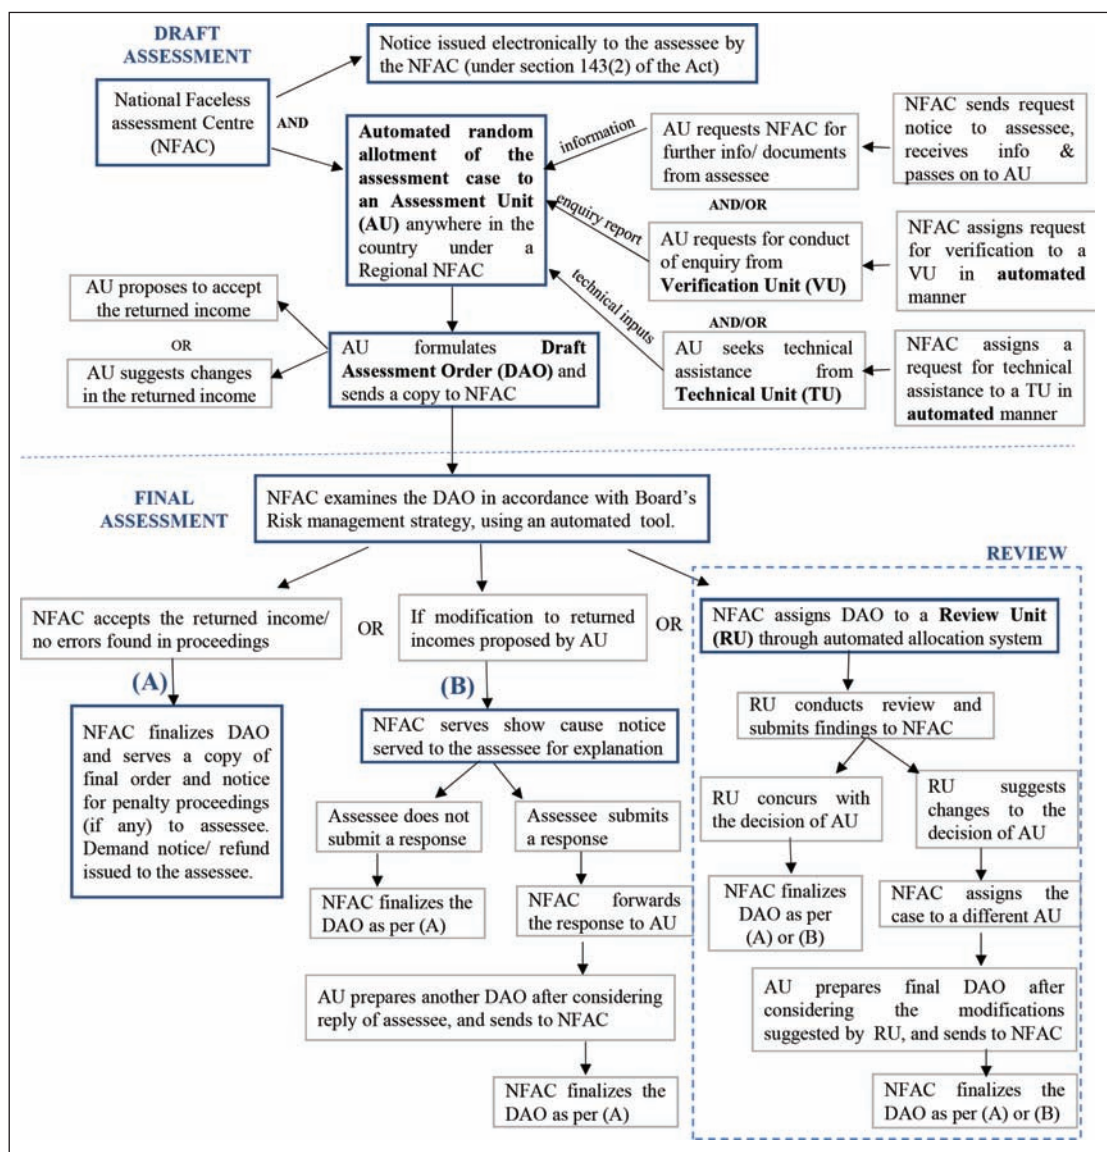 DRAFT
ASSESSMENT
Notice issued electronically to the assessee by
the NFAC (under section 143(2) of the Act)
National Faceless
assessment Centre
(NFAC)
AND
Automated random
allotment of the
assessment case to
an Assessment Unit
(AU) anywhere in the
country under a
Regional NFAC
information
AU requests NFAC for
further info/ documents
from assessee
NFAC sends request
notice to assessee,
receives info &
passes on to AU
AND/OR
enquiry report
AU requests for conduct
of enquiry from
Verification Unit (VU)
NFAC assigns request
for verification to a
VU in automated
manner
AND/OR
technical inputs
AU seeks technical
assistance from
Technical Unit (TU)
NFAC assigns a
request for technical
assistance to a TU in
automated manner
AU proposes to accept
the returned income
OR
AU suggests changes
in the returned income
AU formulates Draft
Assessment Order (DAO) and
sends a copy to NFAC
FINAL
ASSESSMENT
NFAC examines the DAO in accordance with Board's
Risk management strategy, using an automated tool.
REVIEW
NFAC accepts the returned income/
no errors found in proceedings
OR
If modification to returned
incomes proposed by AU
OR
NFAC assigns DAO to a Review Unit
(RU) through automated allocation system
(A)
NFAC finalizes DAO
and serves a copy of
final order and notice
for penalty proceedings
(if any) to assessee.
Demand notice/ refund
issued to the assessee.
(B)
NFAC serves show cause notice
served to the assessee for explanation
Assessee does not
submit a response
Assessee submits
a response
NFAC finalizes the
DAO as per (A)
NFAC forwards
the response to AU
AU prepares another DAO after considering
reply of assessee, and sends to NFAC
NFAC finalizes the
DAO as per (A)
RU conducts review and
submits findings to NFAC
RU concurs with
the decision of AU
RU suggests
changes to the
decision of AU
NFAC finalizes
DAO as per
(A) or (B)
NFAC assigns the
case to a different AU
AU prepares final DAO after
considering the modifications
suggested by RU, and sends to NFAC
NFAC finalizes the
DAO as per (A) or (B)